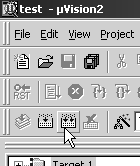 test - µVision2
File Edit View Project
RST
Target 1